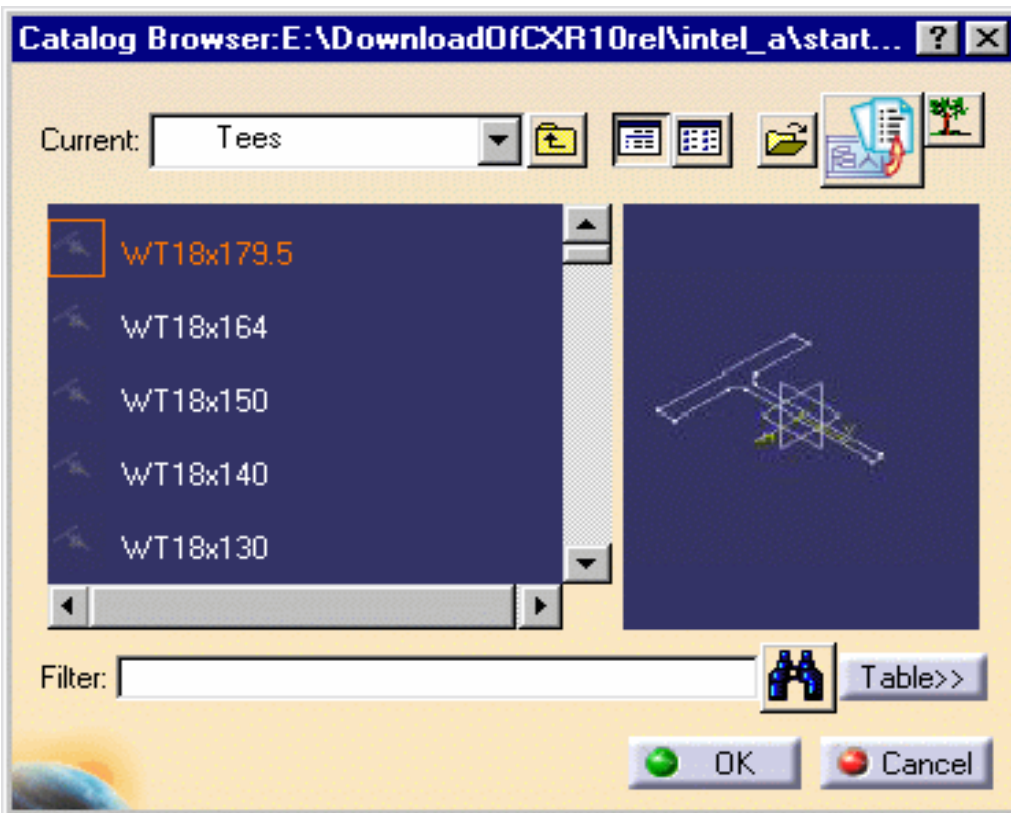 Catalog Browser:E:\DownloadOfCXR10rel\intel_a\start... ? X
Current: Tees
WT18x179.5
WT18x164
WT18x150
WT18x140
WT18x130
Filter: Table>>
OK Cancel